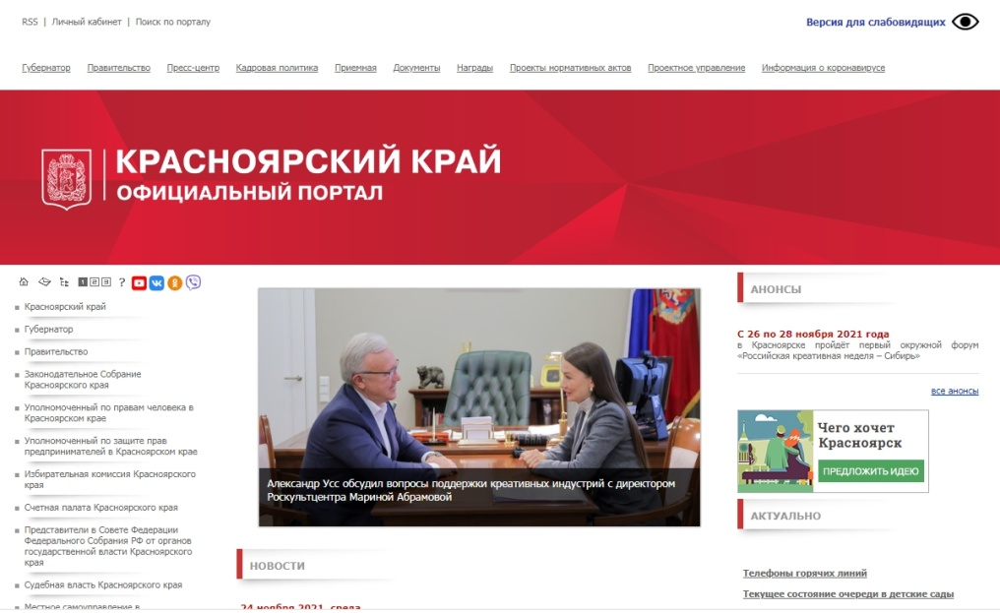 RSS | Личный кабинет | Поиск по порталу
Версия для слабовидящих
Губернатор Правительство Пресс-центр Кадровая политика Приемная Документы Награды Проекты нормативных актов Проектное управление Информация о коронавирусе
КРАСНОЯРСКИЙ КРАЙ
ОФИЦИАЛЬНЫЙ ПОРТАЛ
1 2 3 ?
Красноярский край
Губернатор
Правительство
Законодательное Собрание
Красноярского края
Уполномоченный по правам человека в
Красноярском крае
Уполномоченный по защите прав
предпринимателей в Красноярском крае
Избирательная комиссия Красноярского
края
Счетная палата Красноярского края
Представители в Совете Федерации
Федерального Собрания РФ от органов
государственной власти Красноярского
края
Судебная власть Красноярского края
Местное самоуправление в
Александр Усс обсудил вопросы поддержки креативных индустрий с директором
Роскультцентра Мариной Абрамовой
НОВОСТИ
24 ноября 2021, среда
АНОНСЫ
С 26 по 28 ноября 2021 года
в Красноярске пройдёт первый окружной форум
«Российская креативная неделя – Сибирь»
все анонсы
Чего хочет
Красноярск
ПРЕДЛОЖИТЬ ИДЕЮ
АКТУАЛЬНО
Телефоны горячих линий
Текущее состояние очереди в детские сады